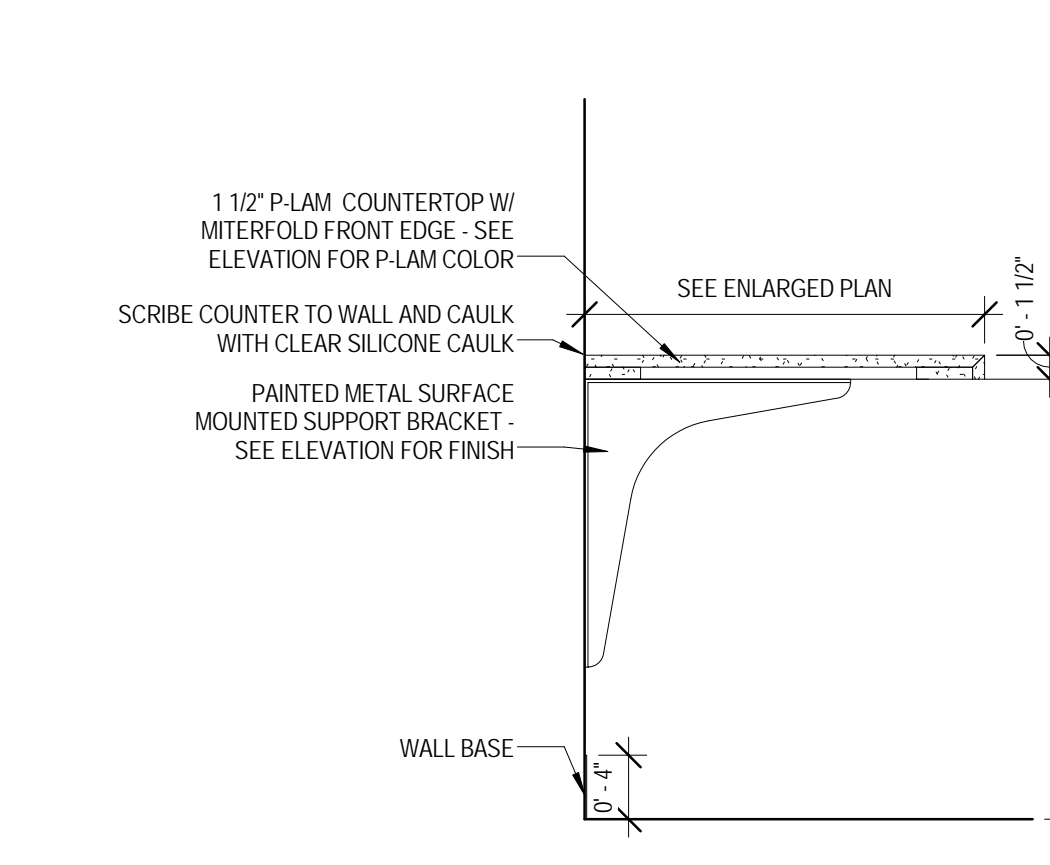 1 1/2" P-LAM COUNTERTOP W/
MITERFOLD FRONT EDGE - SEE
ELEVATION FOR P-LAM COLOR
SEE ENLARGED PLAN
0' - 1 1/2"
SCRIBE COUNTER TO WALL AND CAULK
WITH CLEAR SILICONE CAULK
PAINTED METAL SURFACE
MOUNTED SUPPORT BRACKET -
SEE ELEVATION FOR FINISH
WALL BASE
0' - 4"